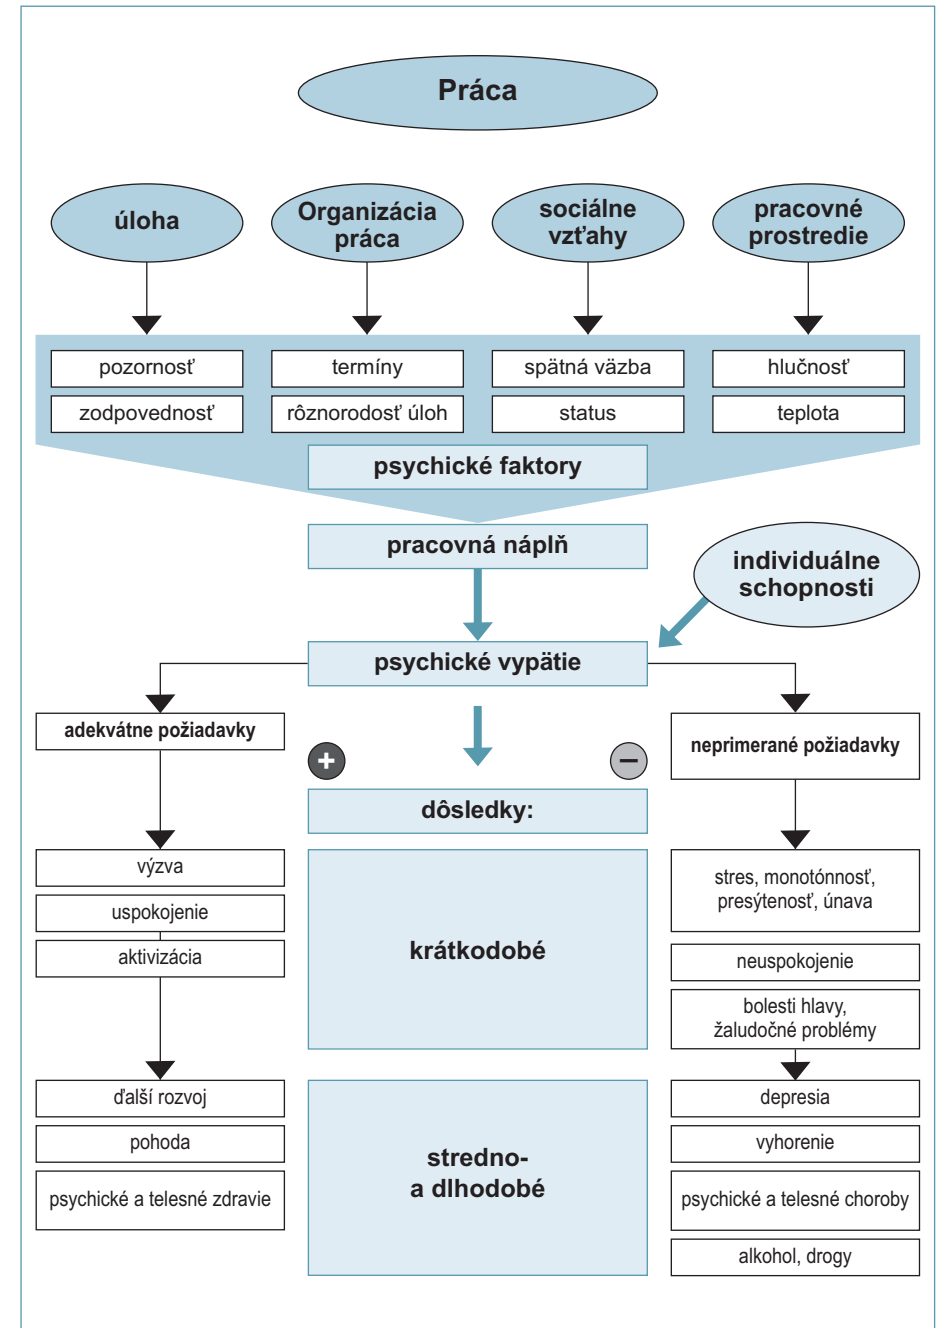 Práca
úloha
Organizácia
práca
sociálne
vzťahy
pracovné
prostredie
pozornosť
termíny
spätná väzba
hlučnosť
zodpovednosť
rôznorodosť úloh
status
teplota
psychické faktory
pracovná náplň
individuálne
schopnosti
psychické vypätie
adekvátne požiadavky
neprimerané požiadavky
+
−
dôsledky:
výzva
uspokojenie
aktivizácia
krátkodobé
stres, monotónnosť,
presýtenosť, únava
neuspokojenie
bolesti hlavy,
žaludočné problémy
ďalší rozvoj
pohoda
psychické a telesné zdravie
stredno-
a dlhodobé
depresia
vyhorenie
psychické a telesné choroby
alkohol, drogy